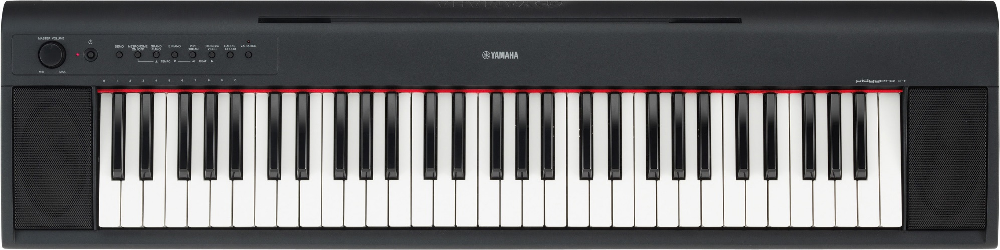 YAMAHA
MASTER VOLUME
MIN MAX
DEMO
METRONOME
ON/OFF
GRAND
PIANO
E.PIANO
PIPE
ORGAN
STRINGS/
VIBES
HARPSI-
CHORD
VARIATION
TEMPO
BEAT
0 1 2 3 4 5 6 7 8 9 10
YAMAHA
piaggero NP-11